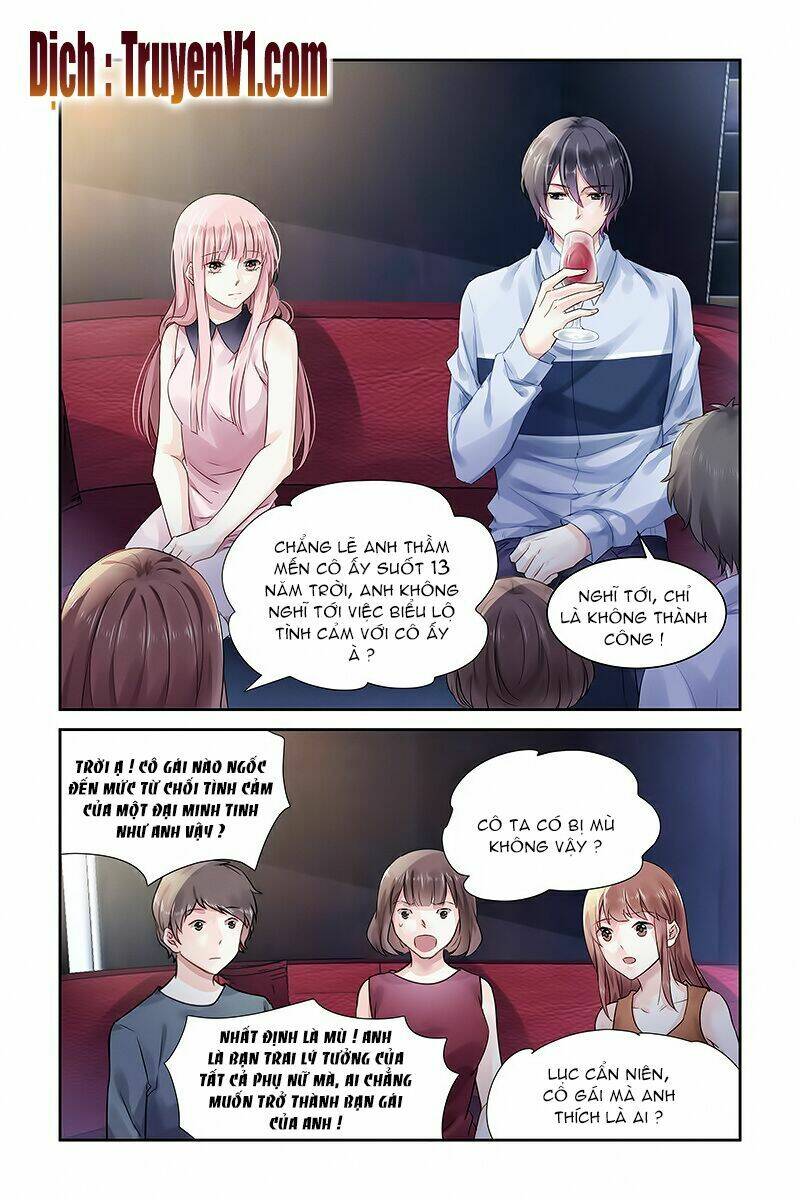 Dịch : TruyenV1.com
CHẲNG LẼ ANH THẦM
MẾN CÔ ẤY SUỐT 13
NĂM TRỜI, ANH KHÔNG
NGHĨ TỚI VIỆC BIỂU LỘ
TÌNH CẢM VỚI CÔ ẤY
À ?
NGHĨ TỚI, CHỈ
LÀ KHÔNG THÀNH
CÔNG !
TRỜI Ạ ! CÔ GÁI NÀO NGỐC
ĐẾN MỨC TỪ CHỐI TÌNH CẢM
CỦA MỘT ĐẠI MINH TINH
NHƯ ANH VẬY ?
CÔ TA CÓ BỊ MÙ
KHÔNG VẬY ?
NHẤT ĐỊNH LÀ MÙ ! ANH
LÀ BẠN TRAI LÝ TƯỞNG CỦA
TẤT CẢ PHỤ NỮ MÀ, AI CHẲNG
MUỐN TRỞ THÀNH BẠN GÁI
CỦA ANH !
LỤC CẨN NIÊN,
CÔ GÁI MÀ ANH
THÍCH LÀ AI ?